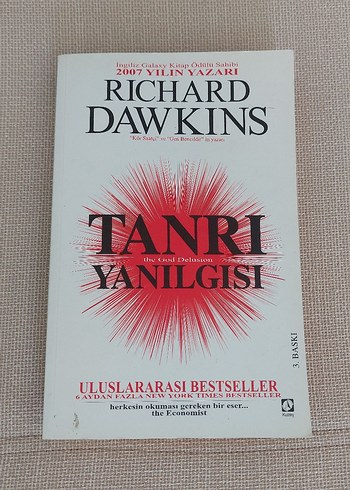 İngiliz Galaxy Kitap Ödülü Sahibi
2007 YILIN YAZARI
RICHARD
DAWKINS
"Kör Saatçi" ve "Gen Bencildir" in yazarı
TANRI
the God Delusion
YANILGISI
3. BASKI
ULUSLARARASI BESTSELLER
6 AYDAN FAZLA NEW YORK TIMES BESTSELLER
herkesin okuması gereken bir eser...
the Economist
Kuzey